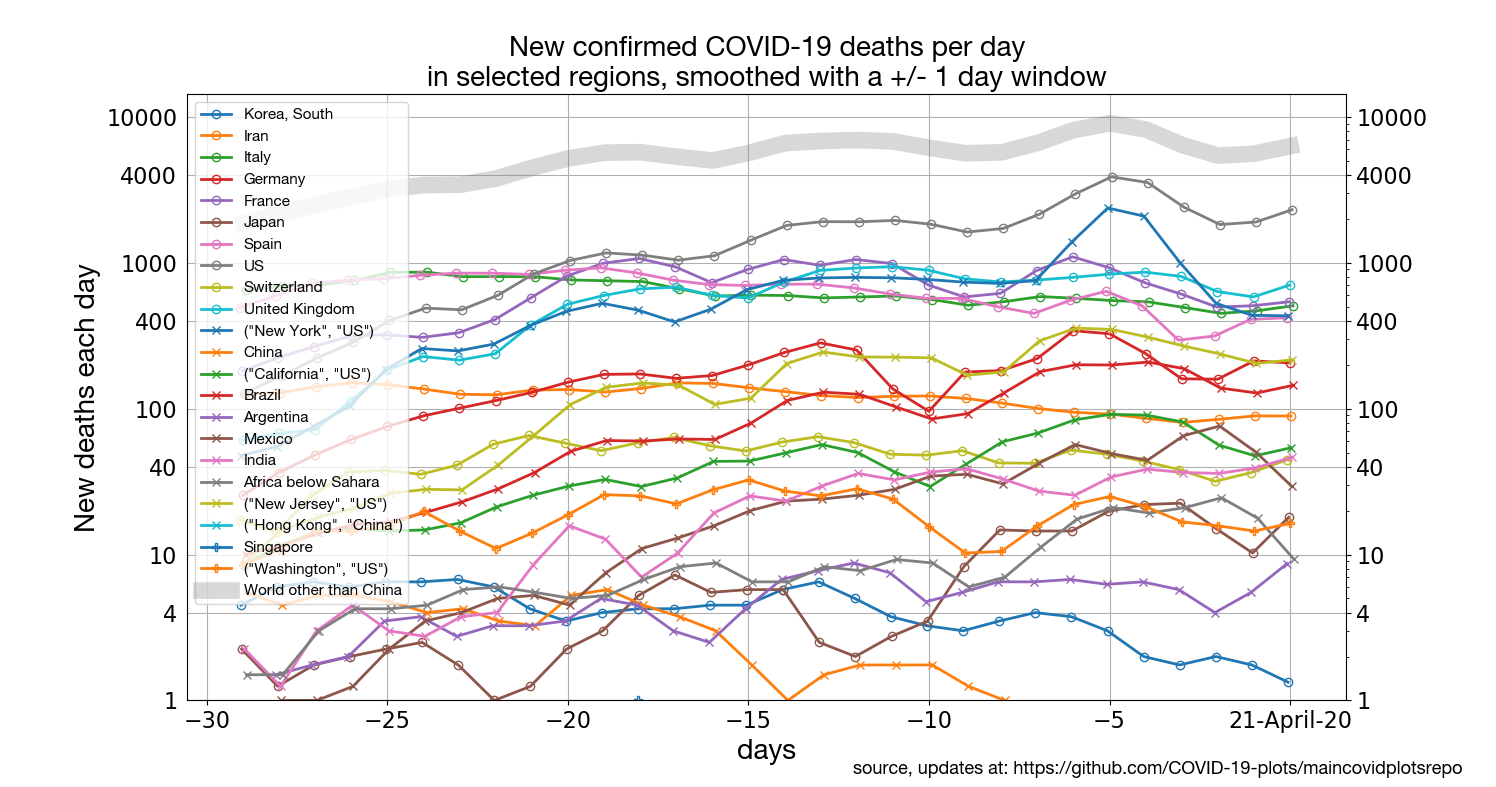 New confirmed COVID-19 deaths per day
in selected regions, smoothed with a +/- 1 day window
10000
4000
1000
400
100
40
10
4
1
10000
4000
1000
400
100
40
10
4
1
New deaths each day
Korea, South
Iran
Italy
Germany
France
Japan
Spain
US
Switzerland
United Kingdom
("New York", "US")
China
("California", "US")
Brazil
Argentina
Mexico
India
Africa below Sahara
("New Jersey", "US")
("Hong Kong", "China")
Singapore
("Washington", "US")
World other than China
−30
−25
−20
−15
−10
−5
21-April-20
days
source, updates at: https://github.com/COVID-19-plots/maincovidplotsrepo